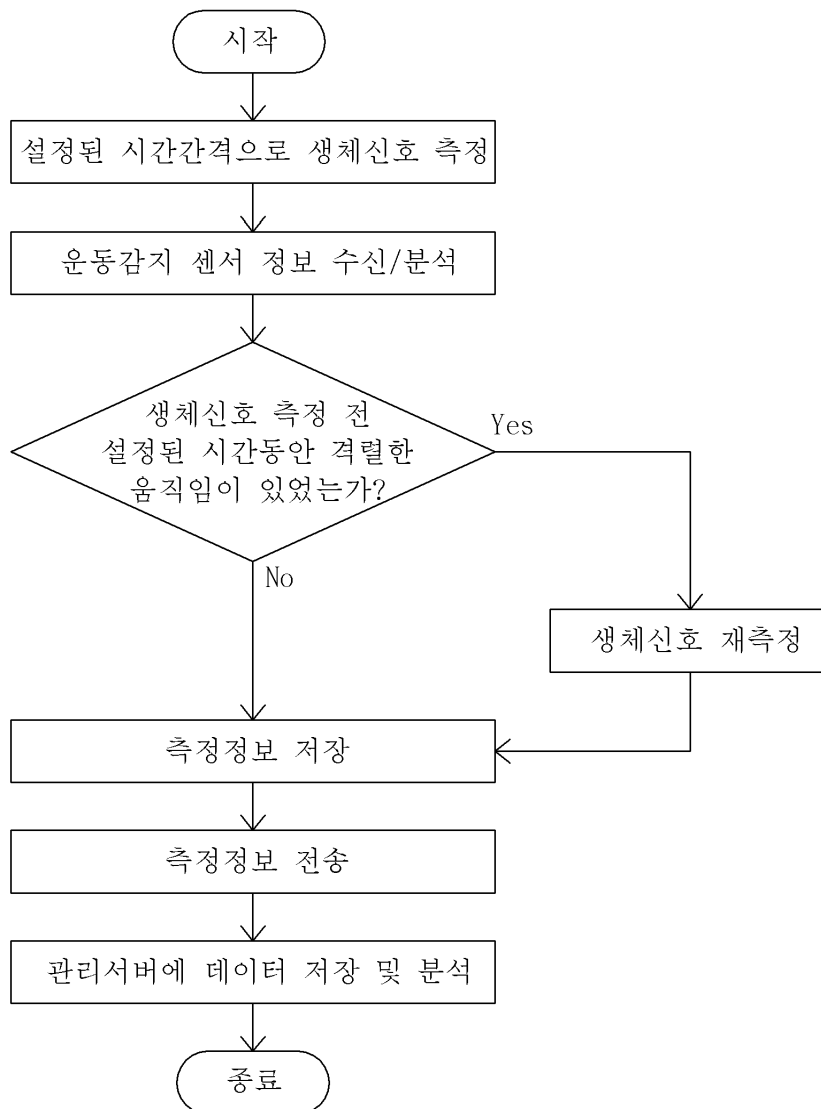 시작
설정된 시간간격으로 생체신호 측정
운동감지 센서 정보 수신/분석
생체신호 측정 전
설정된 시간동안 격렬한
움직임이 있었는가?
Yes
No
생체신호 재측정
측정정보 저장
측정정보 전송
관리서버에 데이터 저장 및 분석
종료